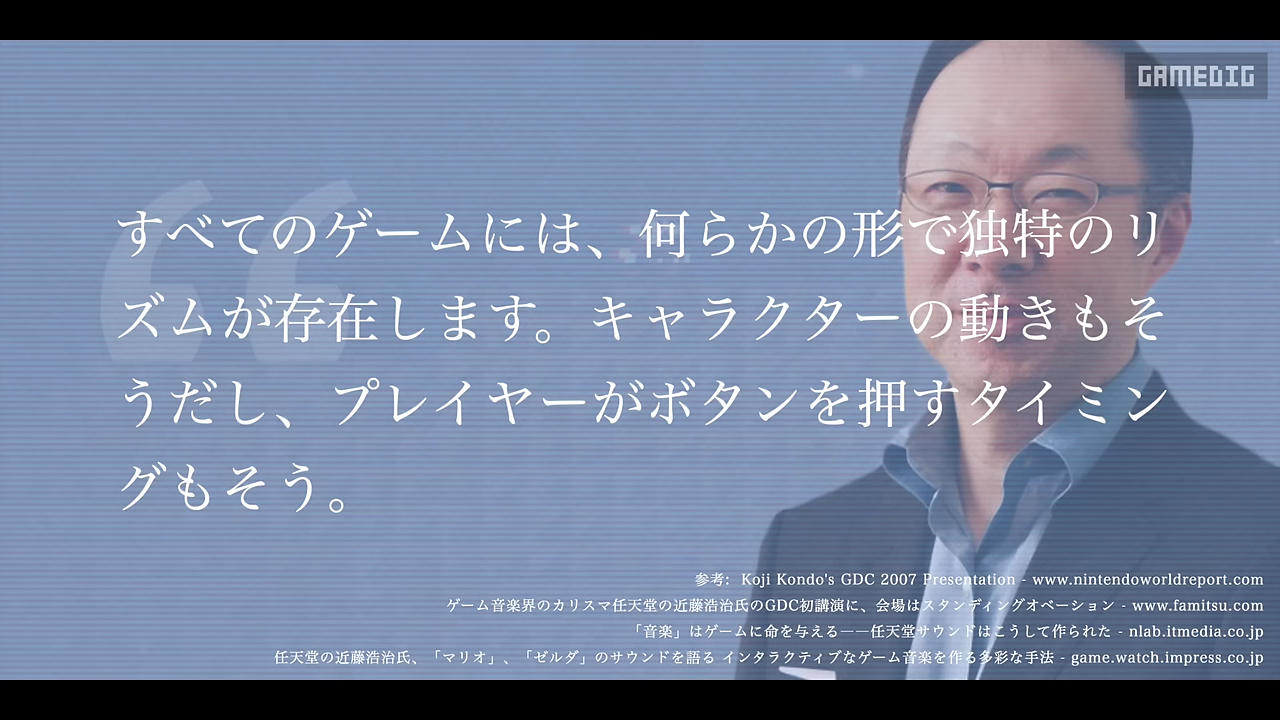 GAMEDIG
すべてのゲームには、何らかの形で独特のリ
ズムが存在します。キャラクターの動きもそ
うだし、プレイヤーがボタンを押すタイミン
グもそう。
参考: Koji Kondo's GDC 2007 Presentation - www.nintendoworldreport.com
ゲーム音楽界のカリスマ任天堂の近藤浩治氏のGDC初講演に、会場はスタンディングオベーション - www.famitsu.com
「音楽」はゲームに命を与える――任天堂サウンドはこうして作られた - nlab.itmedia.co.jp
任天堂の近藤浩治氏、「マリオ」、「ゼルダ」のサウンドを語る インタラクティブなゲーム音楽を作る多彩な手法 - game.watch.impress.co.jp